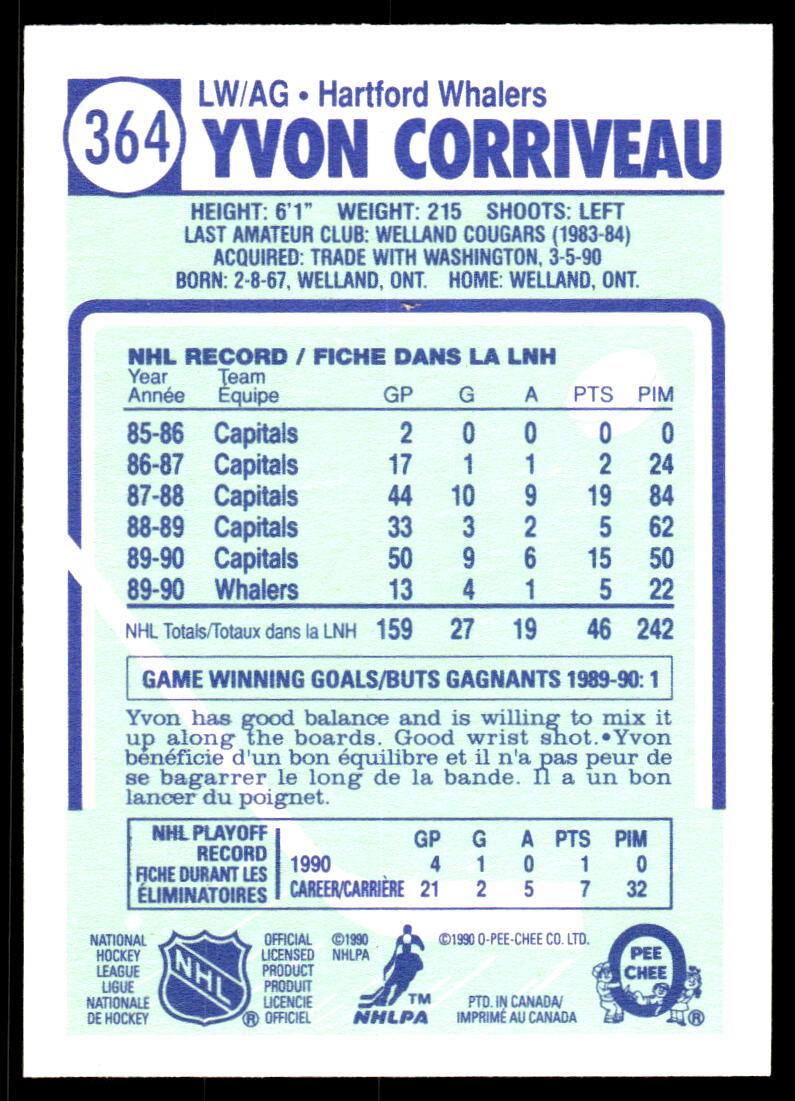 364
LW/AG • Hartford Whalers
YVON CORRIVEAU
HEIGHT: 6'1" WEIGHT: 215 SHOOTS: LEFT
LAST AMATEUR CLUB: WELLAND COUGARS (1983-84)
ACQUIRED: TRADE WITH WASHINGTON, 3-5-90
BORN: 2-8-67, WELLAND, ONT. HOME: WELLAND, ONT.
NHL RECORD / FICHE DANS LA LNH
Year Team
Année Équipe GP G A PTS PIM
85-86 Capitals 2 0 0 0 0
86-87 Capitals 17 1 1 2 24
87-88 Capitals 44 10 9 19 84
88-89 Capitals 33 3 2 5 62
89-90 Capitals 50 9 6 15 50
89-90 Whalers 13 4 1 5 22
NHL Totals/Totaux dans la LNH 159 27 19 46 242
GAME WINNING GOALS/BUTS GAGNANTS 1989-90: 1
Yvon has good balance and is willing to mix it
up along the boards. Good wrist shot.•Yvon
bénéficie d'un bon équilibre et il n'a pas peur de
se bagarrer le long de la bande. Il a un bon
lancer du poignet.
NHL PLAYOFF
RECORD
FICHE DURANT LES
ÉLIMINATOIRES
GP G A PTS PIM
1990 4 1 0 1 0
CAREER/CARRIÈRE 21 2 5 7 32
NATIONAL
HOCKEY
LEAGUE
LIGUE
NATIONALE
DE HOCKEY
NHL
®
OFFICIAL
LICENSED
PRODUCT
PRODUIT
LICENCIE
OFFICIEL
©1990
NHLPA
TM
NHLPA
©1990 O-PEE-CHEE CO. LTD.
PTD. IN CANADA/
IMPRIMÉ AU CANADA
PEE
CHEE
®